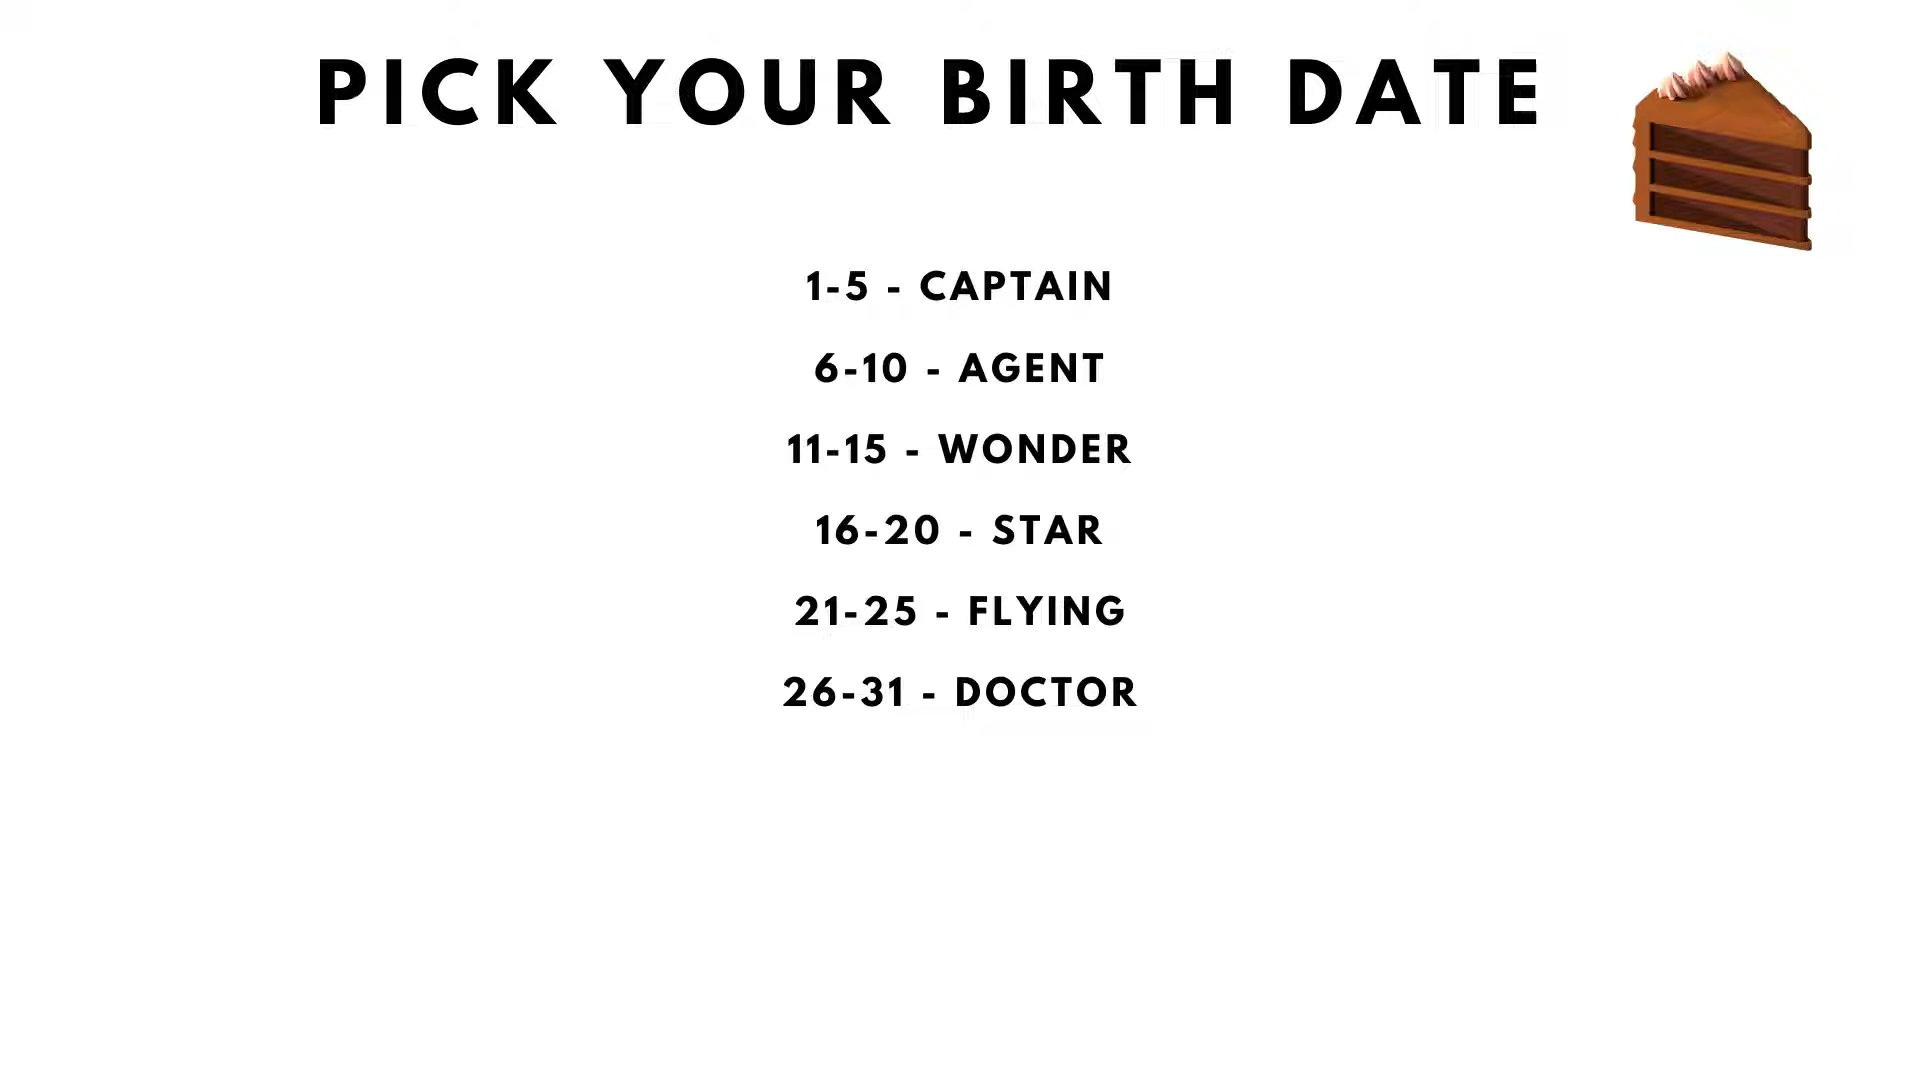 PICK YOUR BIRTH DATE
1-5 - CAPTAIN
6-10 - AGENT
11-15 - WONDER
16-20 - STAR
21-25 - FLYING
26-31 - DOCTOR